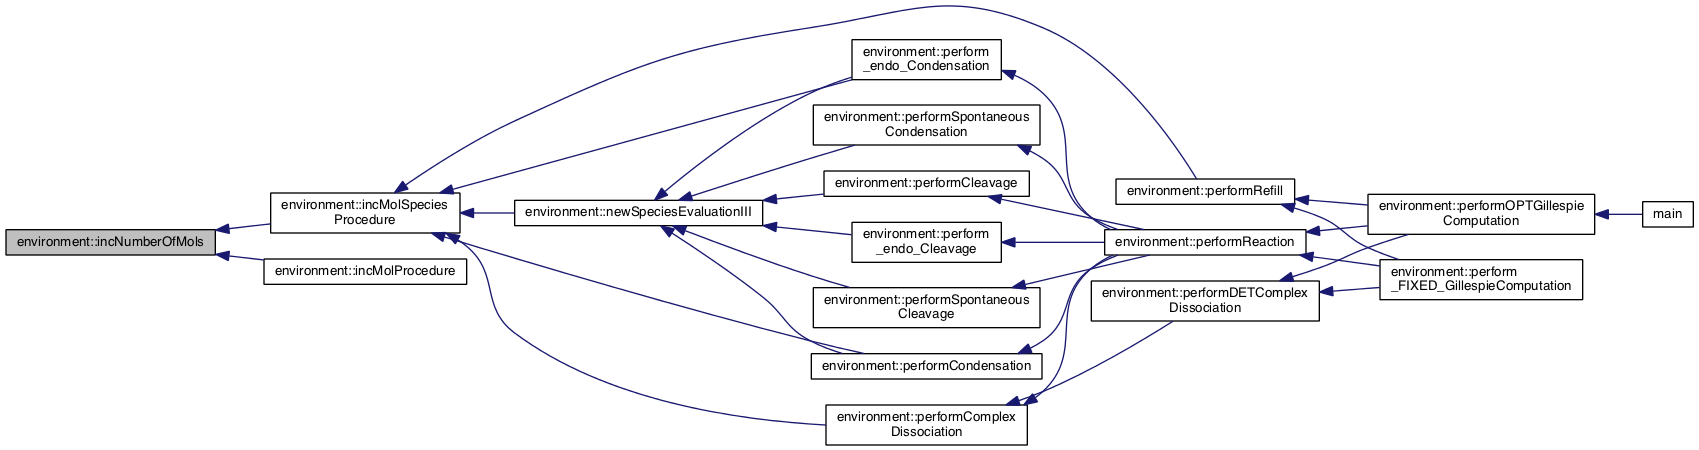 environment::incNumberOfMols
environment::incMolSpecies
Procedure
environment::incMolProcedure
environment::newSpeciesEvaluationIII
environment::perform
_endo_Condensation
environment::performSpontaneous
Condensation
environment::performCleavage
environment::perform
_endo_Cleavage
environment::performSpontaneous
Cleavage
environment::performCondensation
environment::performComplex
Dissociation
environment::performRefill
environment::performReaction
environment::performDETComplex
Dissociation
environment::performOPTGillespie
Computation
environment::perform
_FIXED_GillespieComputation
main